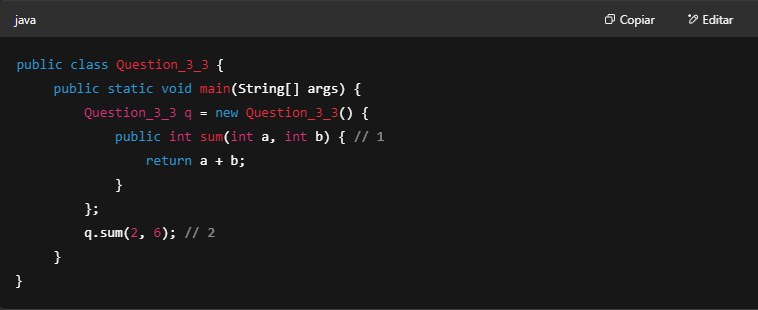 java Copiar Editar
public class Question_3_3 {
    public static void main(String[] args) {
        Question_3_3 q = new Question_3_3() {
            public int sum(int a, int b) { // 1
                return a + b;
            }
        };
        q.sum(2, 6); // 2
    }
}